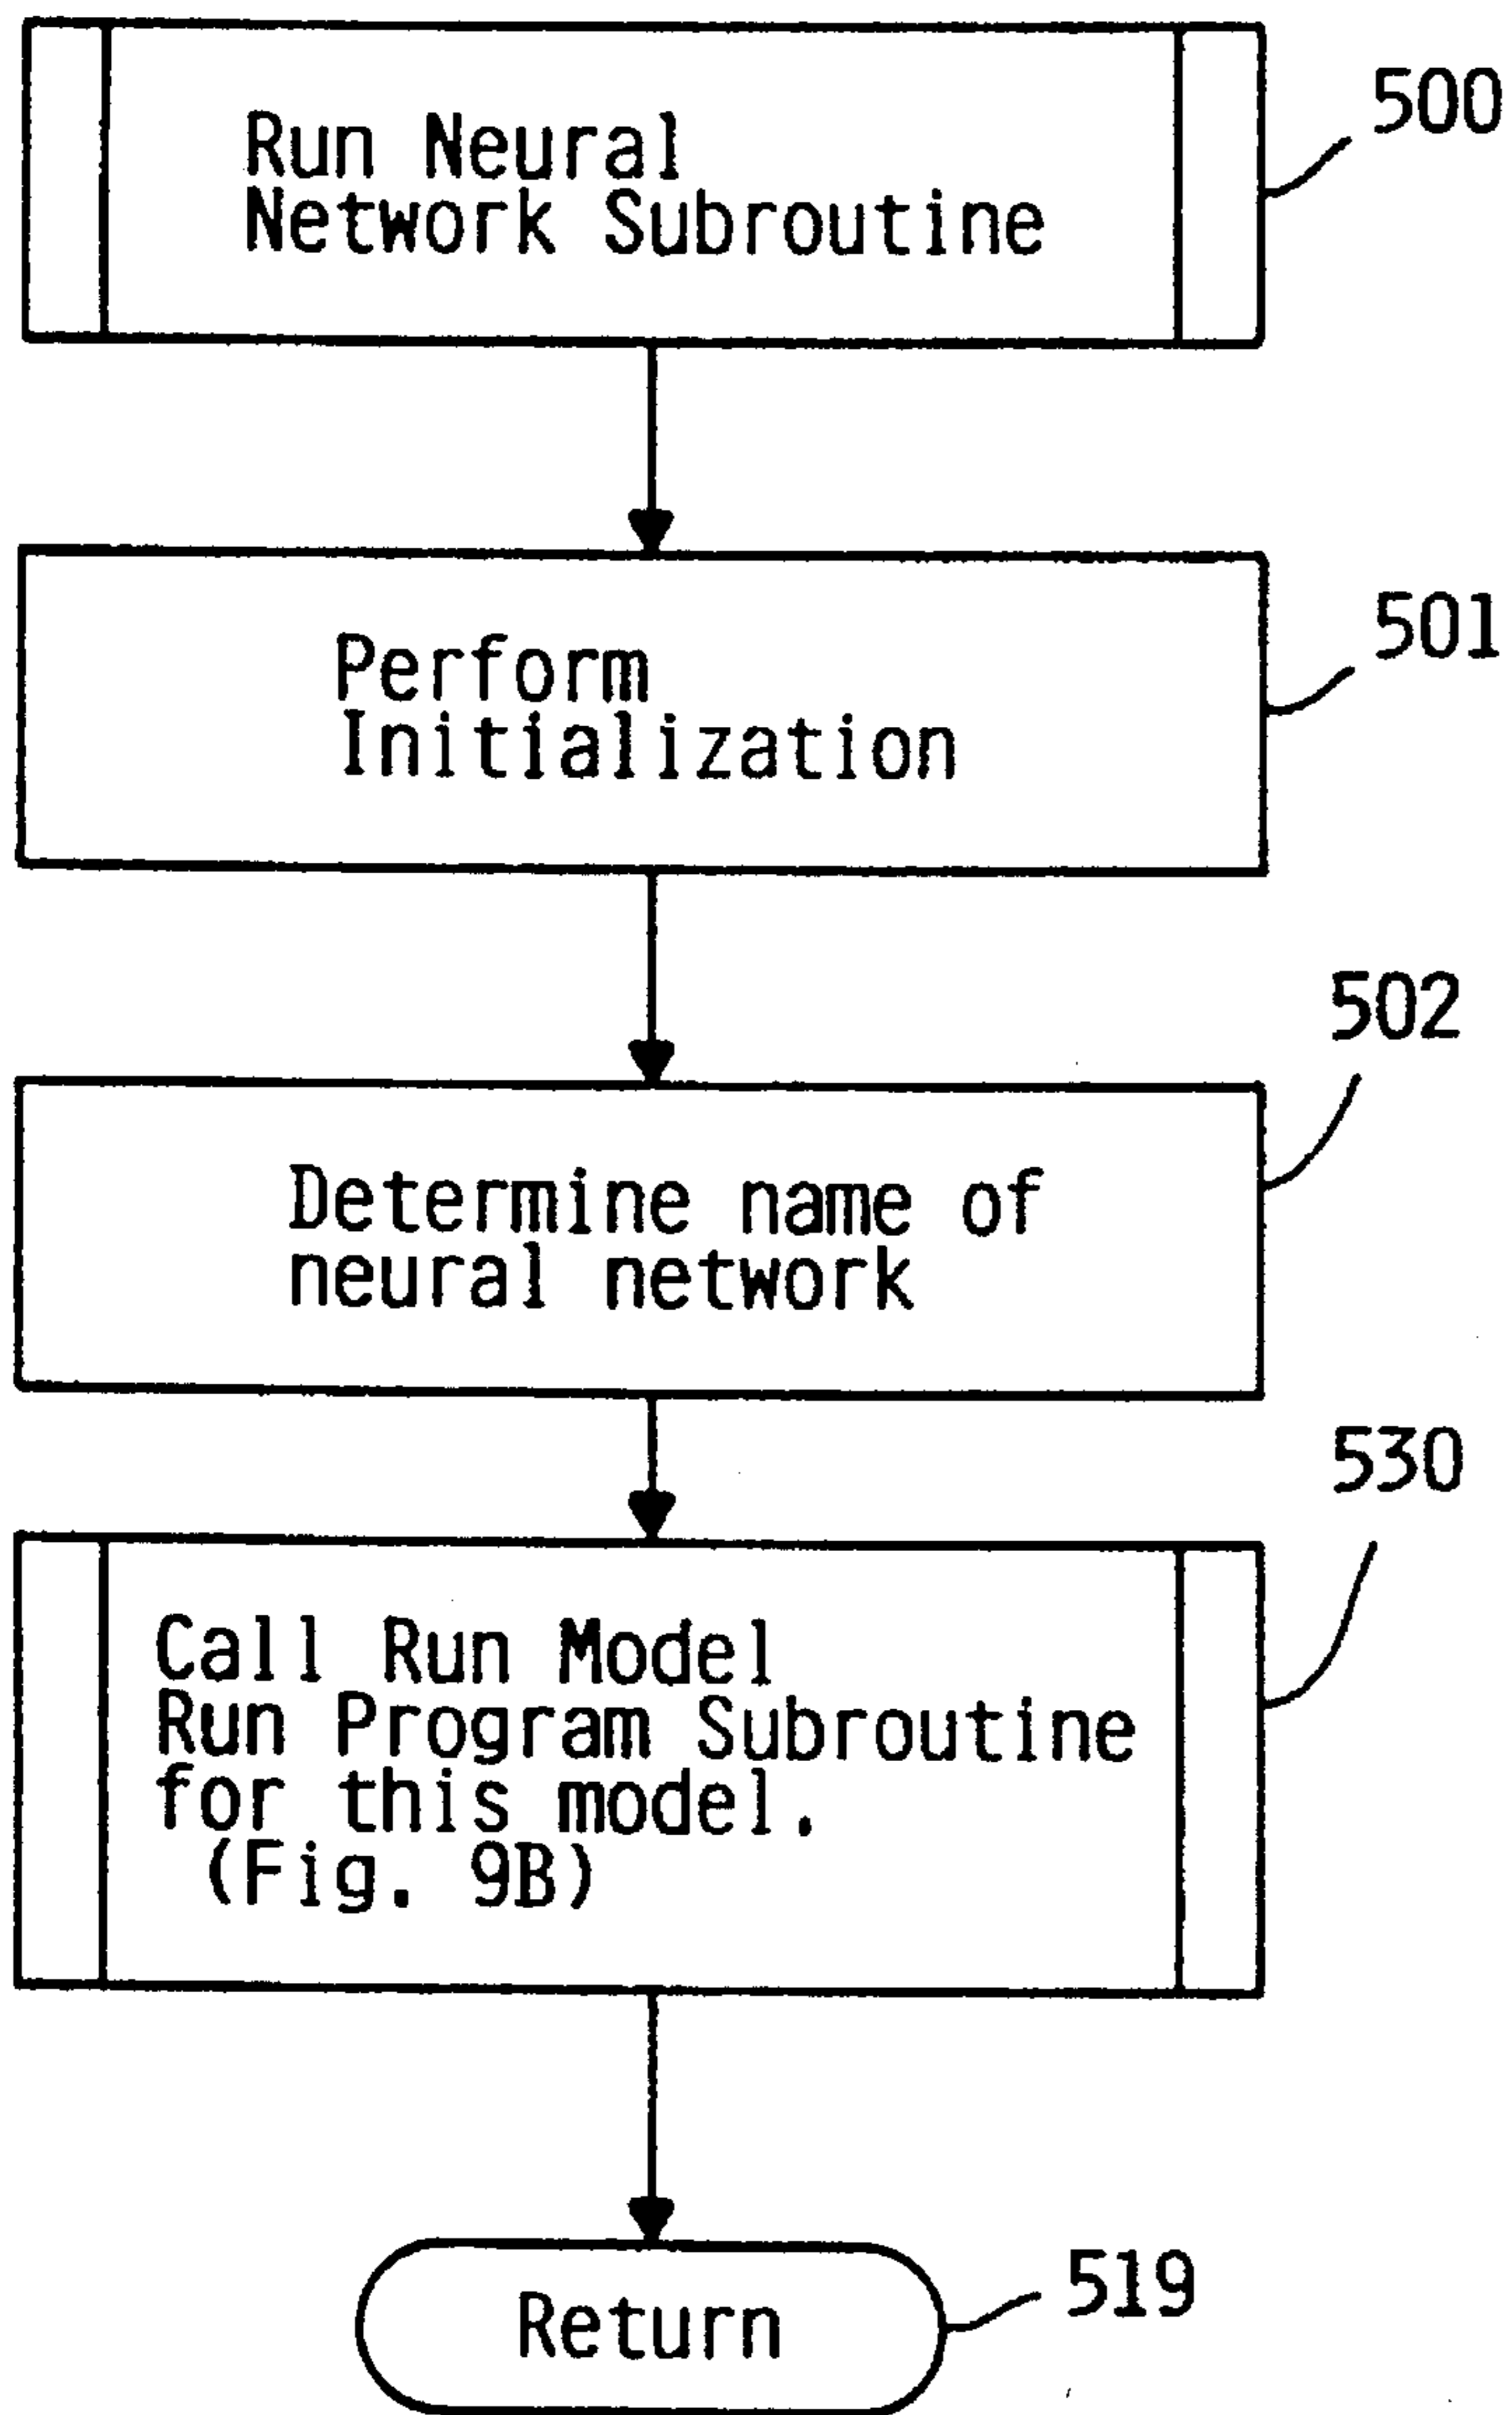 Run Neural
Network Subroutine
500
Perform
Initialization
501
502
Determine name of
neural network
530
Call Run Model
Run Program Subroutine
for this model.
(Fig. 9B)
Return
519